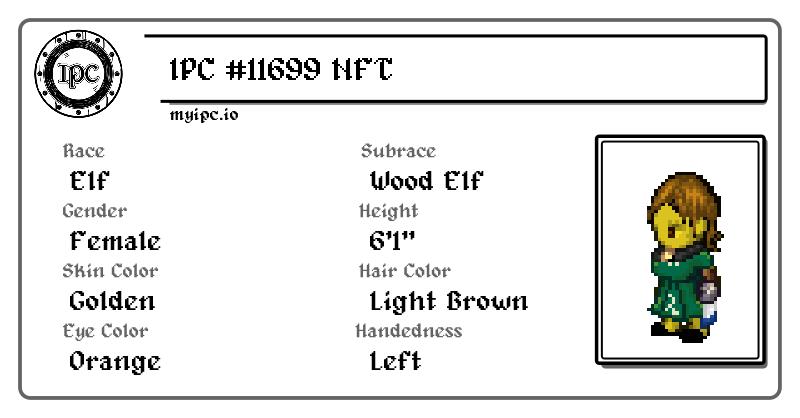 IPC
IPC #11699 NFT
myipc.io
Race
Elf
Subrace
Wood Elf
Gender
Female
Height
6'1"
Skin Color
Golden
Hair Color
Light Brown
Eye Color
Orange
Handedness
Left